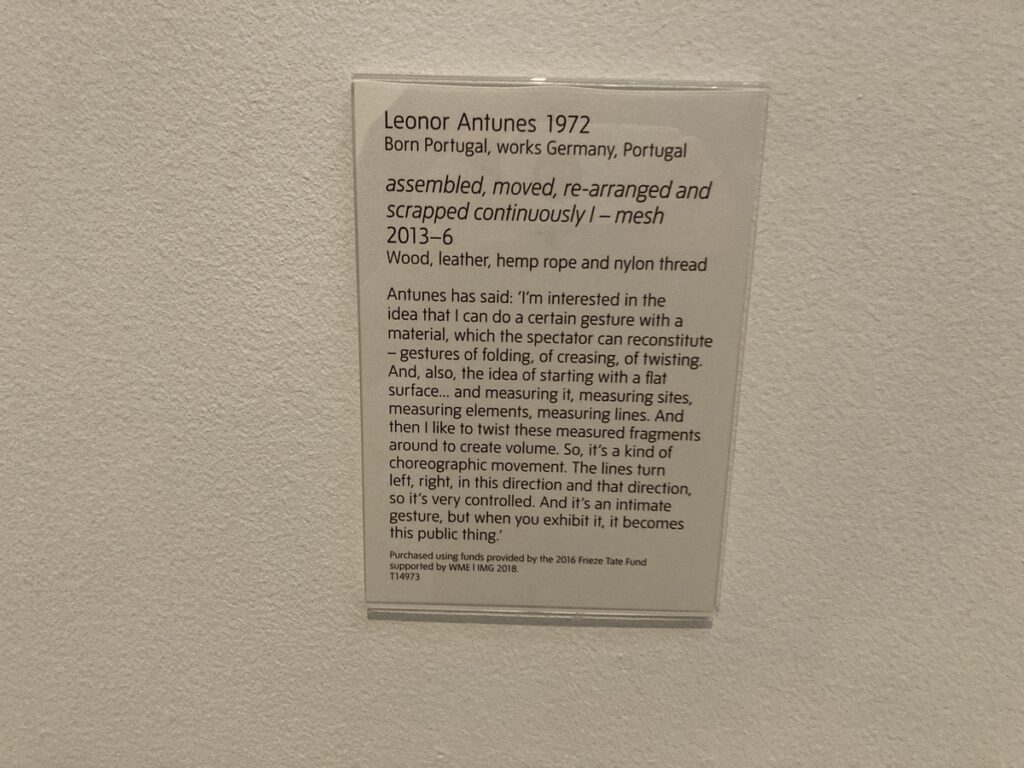 Leonor Antunes 1972
Born Portugal, works Germany, Portugal
assembled, moved, re-arranged and
scrapped continuously I – mesh
2013–6
Wood, leather, hemp rope and nylon thread
Antunes has said: ‘I’m interested in the
idea that I can do a certain gesture with a
material, which the spectator can reconstitute
– gestures of folding, of creasing, of twisting.
And, also, the idea of starting with a flat
surface... and measuring it, measuring sites,
measuring elements, measuring lines. And
then I like to twist these measured fragments
around to create volume. So, it’s a kind of
choreographic movement. The lines turn
left, right, in this direction and that direction,
so it’s very controlled. And it’s an intimate
gesture, but when you exhibit it, it becomes
this public thing.’
Purchased using funds provided by the 2016 Frieze Tate Fund
supported by WME | IMG 2018.
T14973